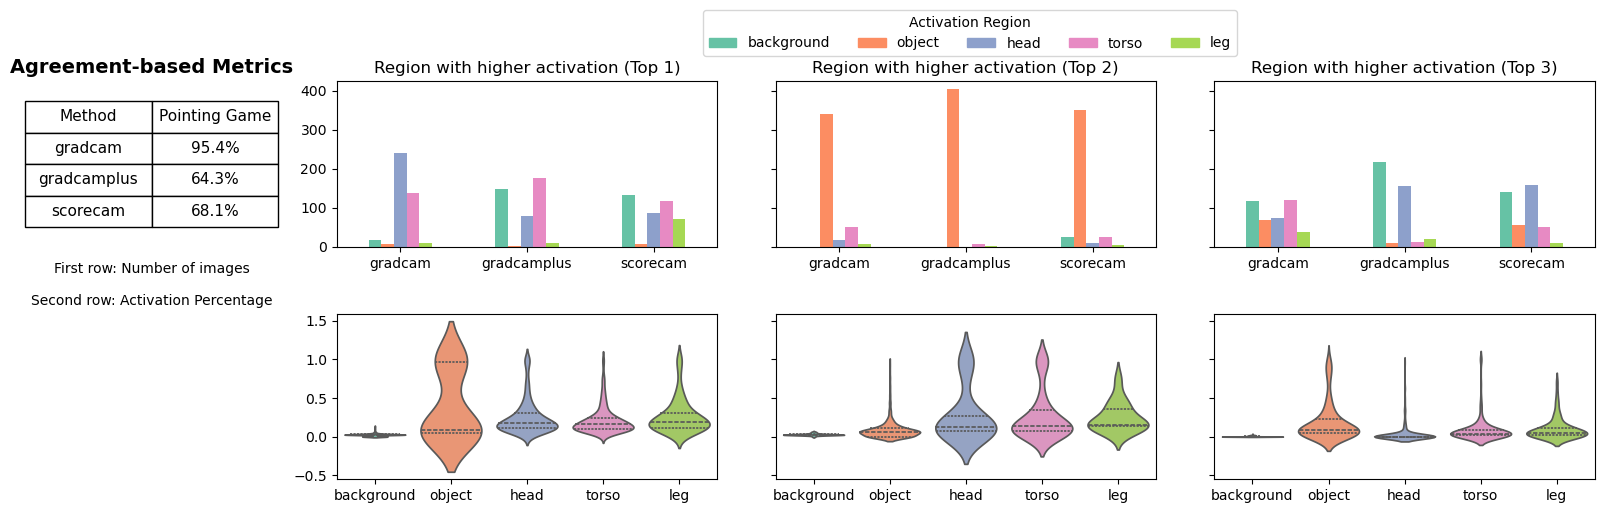 Activation Region
background object head torso leg
Agreement-based Metrics
Method Pointing Game
gradcam 95.4%
gradcamplus 64.3%
scorecam 68.1%
First row: Number of images
Second row: Activation Percentage
Region with higher activation (Top 1)
400
300
200
100
0
gradcam gradcamplus scorecam
Region with higher activation (Top 2)
gradcam gradcamplus scorecam
Region with higher activation (Top 3)
gradcam gradcamplus scorecam
1.5
1.0
0.5
0.0
−0.5
background object head torso leg
background object head torso leg
background object head torso leg